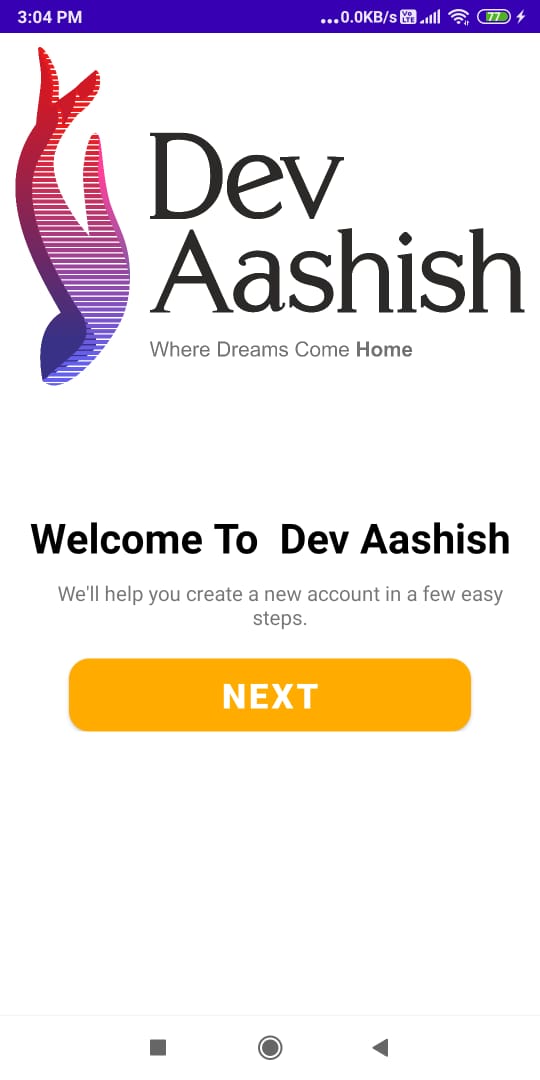 3:04 PM ...0.0KB/s Vo LTE 77
Dev
Aashish
Where Dreams Come Home
Welcome To  Dev Aashish
We'll help you create a new account in a few easy
steps.
NEXT